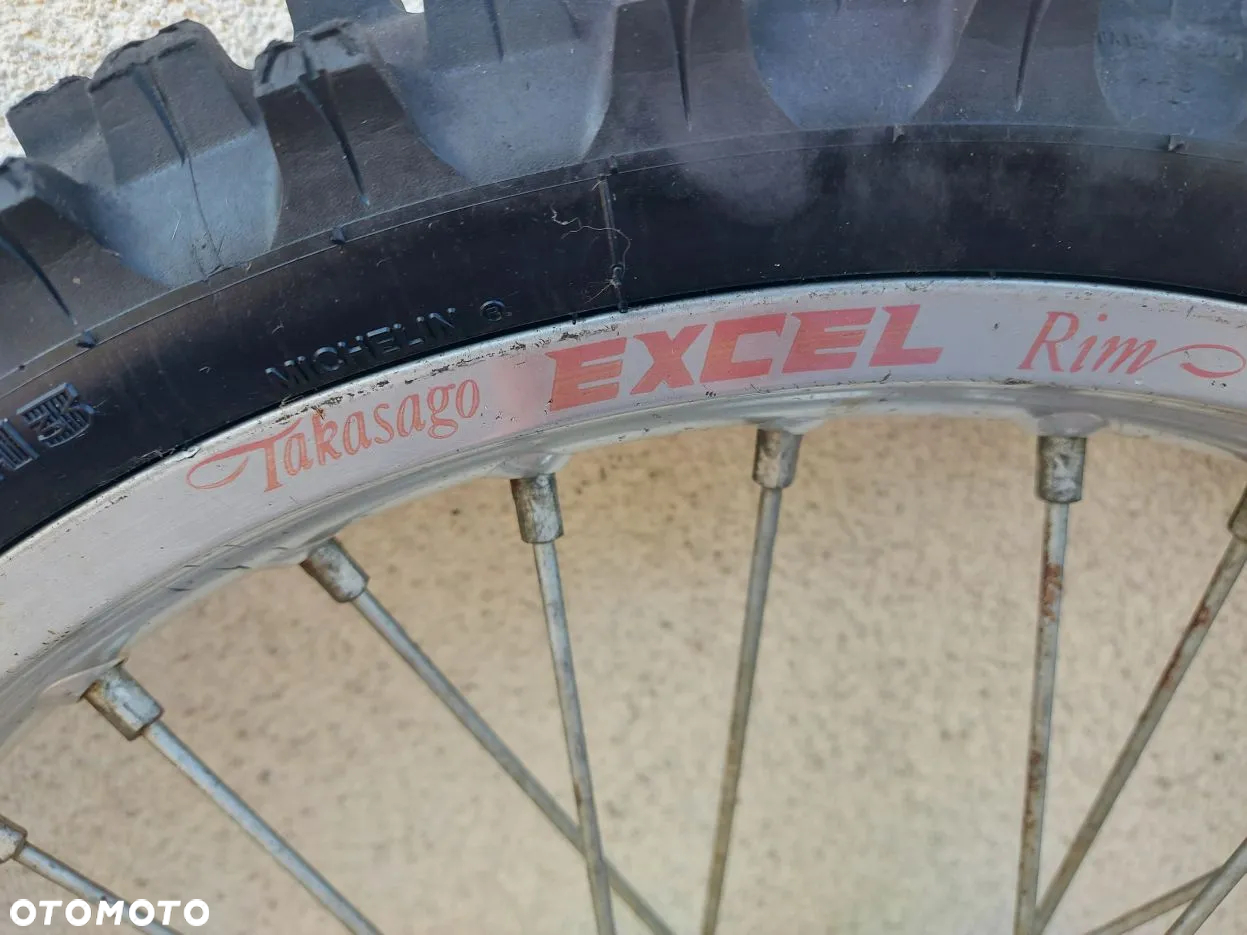 MICHELIN ®
Takasago EXCEL Rim
OTOMOTO